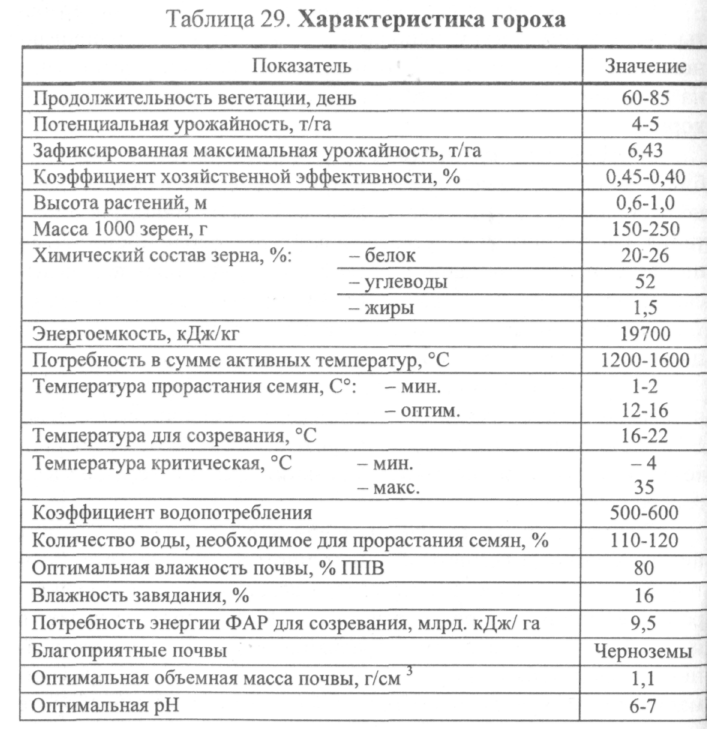 Таблица 29. Характеристика гороха
Показатель Значение
Продолжительность вегетации, день 60-85
Потенциальная урожайность, т/га 4-5
Зафиксированная максимальная урожайность, т/га 6,43
Коэффициент хозяйственной эффективности, % 0,45-0,40
Высота растений, м 0,6-1,0
Масса 1000 зерен, г 150-250
Химический состав зерна, %: – белок 20-26
– углеводы 52
– жиры 1,5
Энергоемкость, кДж/кг 19700
Потребность в сумме активных температур, °С 1200-1600
Температура прорастания семян, С°: – мин. 1-2
– оптим. 12-16
Температура для созревания, °С 16-22
Температура критическая, °С – мин. – 4
– макс. 35
Коэффициент водопотребления 500-600
Количество воды, необходимое для прорастания семян, % 110-120
Оптимальная влажность почвы, % ППВ 80
Влажность завядания, % 16
Потребность энергии ФАР для созревания, млрд. кДж/ га 9,5
Благоприятные почвы Черноземы
Оптимальная объемная масса почвы, г/см ³ 1,1
Оптимальная рН 6-7